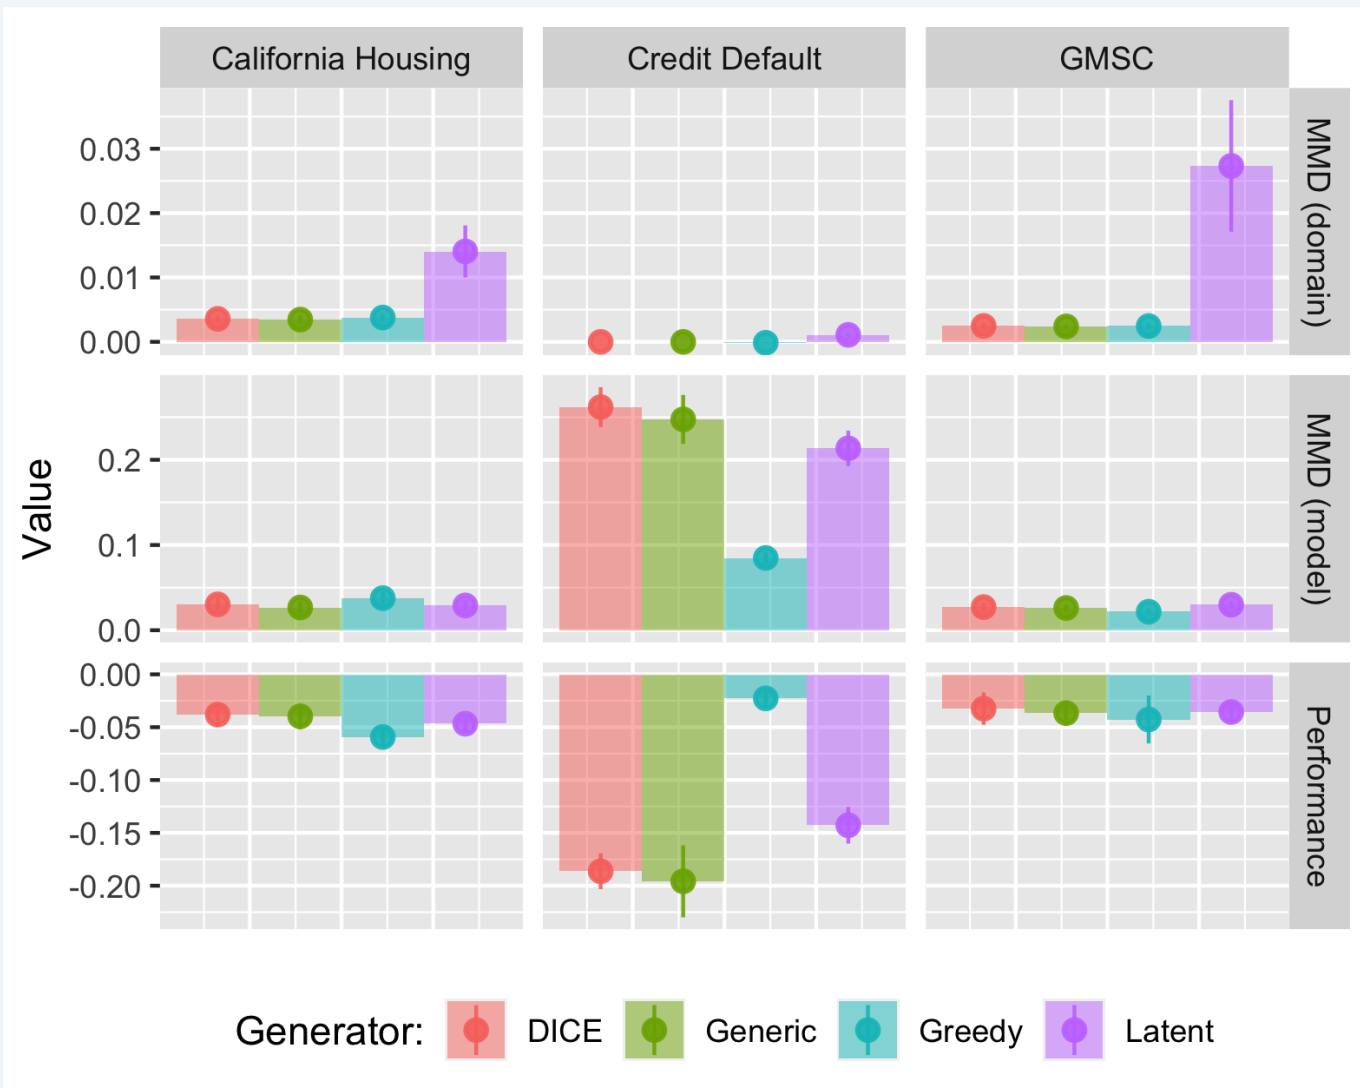 California Housing
Credit Default
GMSC
0.03
0.02
0.01
0.00
MMD (domain)
0.2
0.1
0.0
MMD (model)
0.00
-0.05
-0.10
-0.15
-0.20
Performance
Value
Generator: DICE Generic Greedy Latent